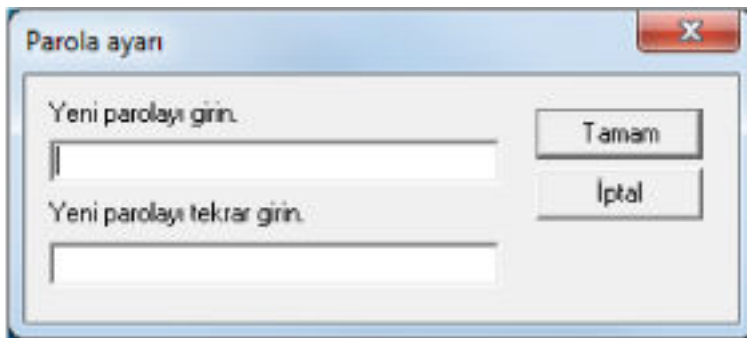 Parola ayarı
Yeni parolayı girin.
Tamam
İptal
Yeni parolayı tekrar girin.